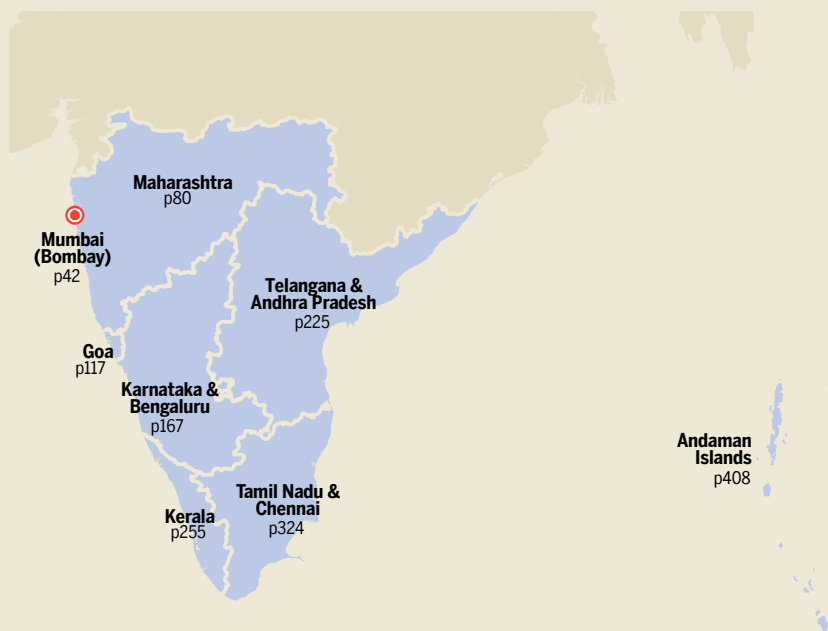 Maharashtra
p80
Mumbai
(Bombay)
p42
Telangana &
Andhra Pradesh
p225
Goa
p117
Karnataka &
Bengaluru
p167
Andaman
Islands
p408
Tamil Nadu &
Chennai
p324
Kerala
p255